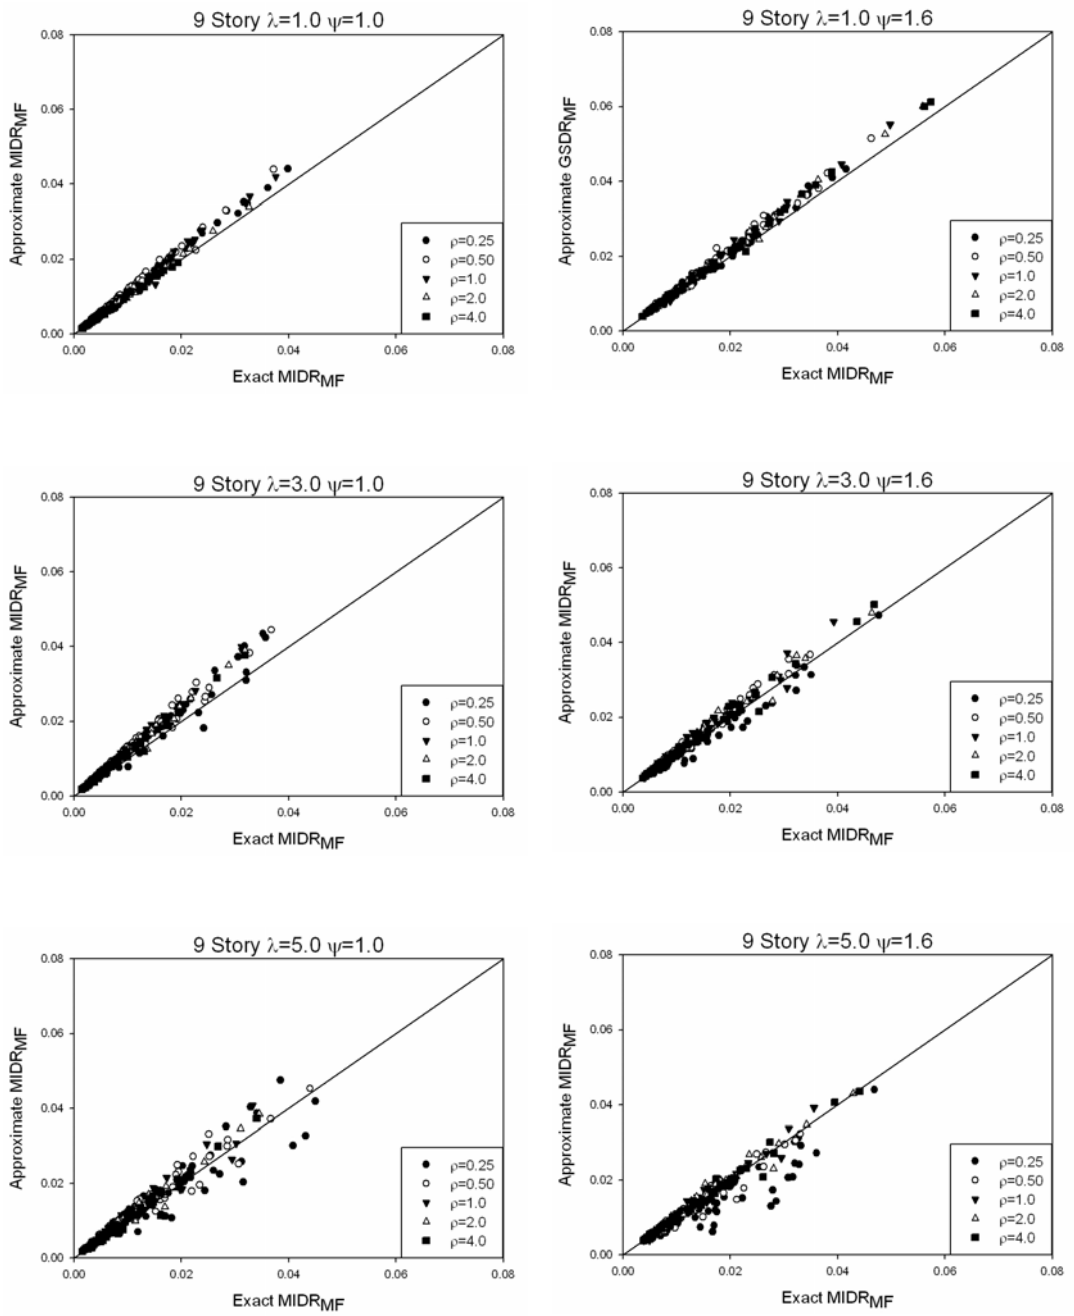 9 Story λ=1.0 ψ=1.0
Approximate MIDRMF
0.08
0.06
0.04
0.02
0.00
0.00 0.02 0.04 0.06 0.08
Exact MIDRMF
ρ=0.25
ρ=0.50
ρ=1.0
ρ=2.0
ρ=4.0
9 Story λ=1.0 ψ=1.6
Approximate GSDRMF
0.08
0.06
0.04
0.02
0.00
0.00 0.02 0.04 0.06 0.08
Exact MIDRMF
ρ=0.25
ρ=0.50
ρ=1.0
ρ=2.0
ρ=4.0
9 Story λ=3.0 ψ=1.0
Approximate MIDRMF
0.08
0.06
0.04
0.02
0.00
0.00 0.02 0.04 0.06 0.08
Exact MIDRMF
ρ=0.25
ρ=0.50
ρ=1.0
ρ=2.0
ρ=4.0
9 Story λ=3.0 ψ=1.6
Approximate MIDRMF
0.08
0.06
0.04
0.02
0.00
0.00 0.02 0.04 0.06 0.08
Exact MIDRMF
ρ=0.25
ρ=0.50
ρ=1.0
ρ=2.0
ρ=4.0
9 Story λ=5.0 ψ=1.0
Approximate MIDRMF
0.08
0.06
0.04
0.02
0.00
0.00 0.02 0.04 0.06 0.08
Exact MIDRMF
ρ=0.25
ρ=0.50
ρ=1.0
ρ=2.0
ρ=4.0
9 Story λ=5.0 ψ=1.6
Approximate MIDRMF
0.08
0.06
0.04
0.02
0.00
0.00 0.02 0.04 0.06 0.08
Exact MIDRMF
ρ=0.25
ρ=0.50
ρ=1.0
ρ=2.0
ρ=4.0